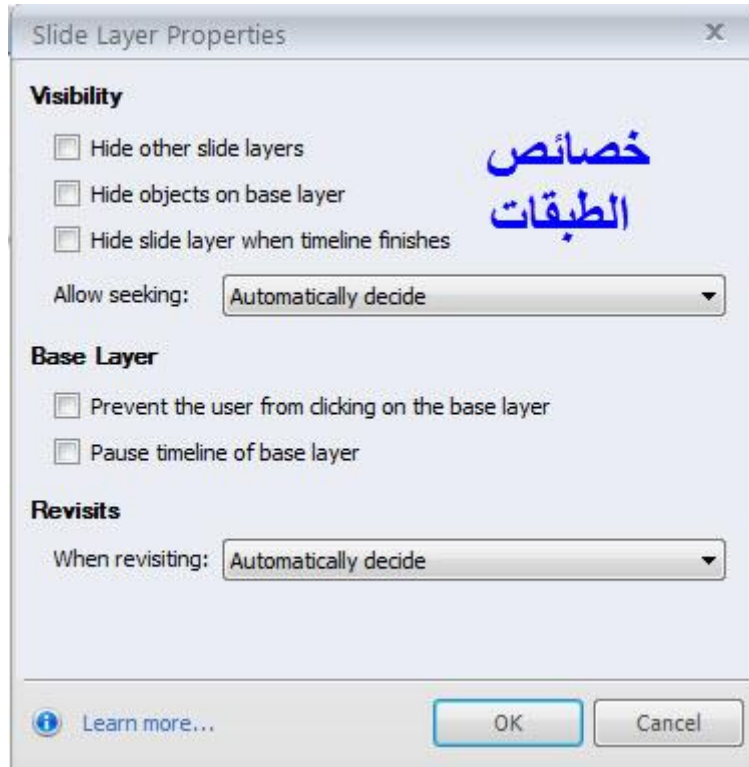 Slide Layer Properties
Visibility
Hide other slide layers
Hide objects on base layer
Hide slide layer when timeline finishes
خصائص
الطبقات
Allow seeking: Automatically decide
Base Layer
Prevent the user from clicking on the base layer
Pause timeline of base layer
Revisits
When revisiting: Automatically decide
Learn more... OK Cancel